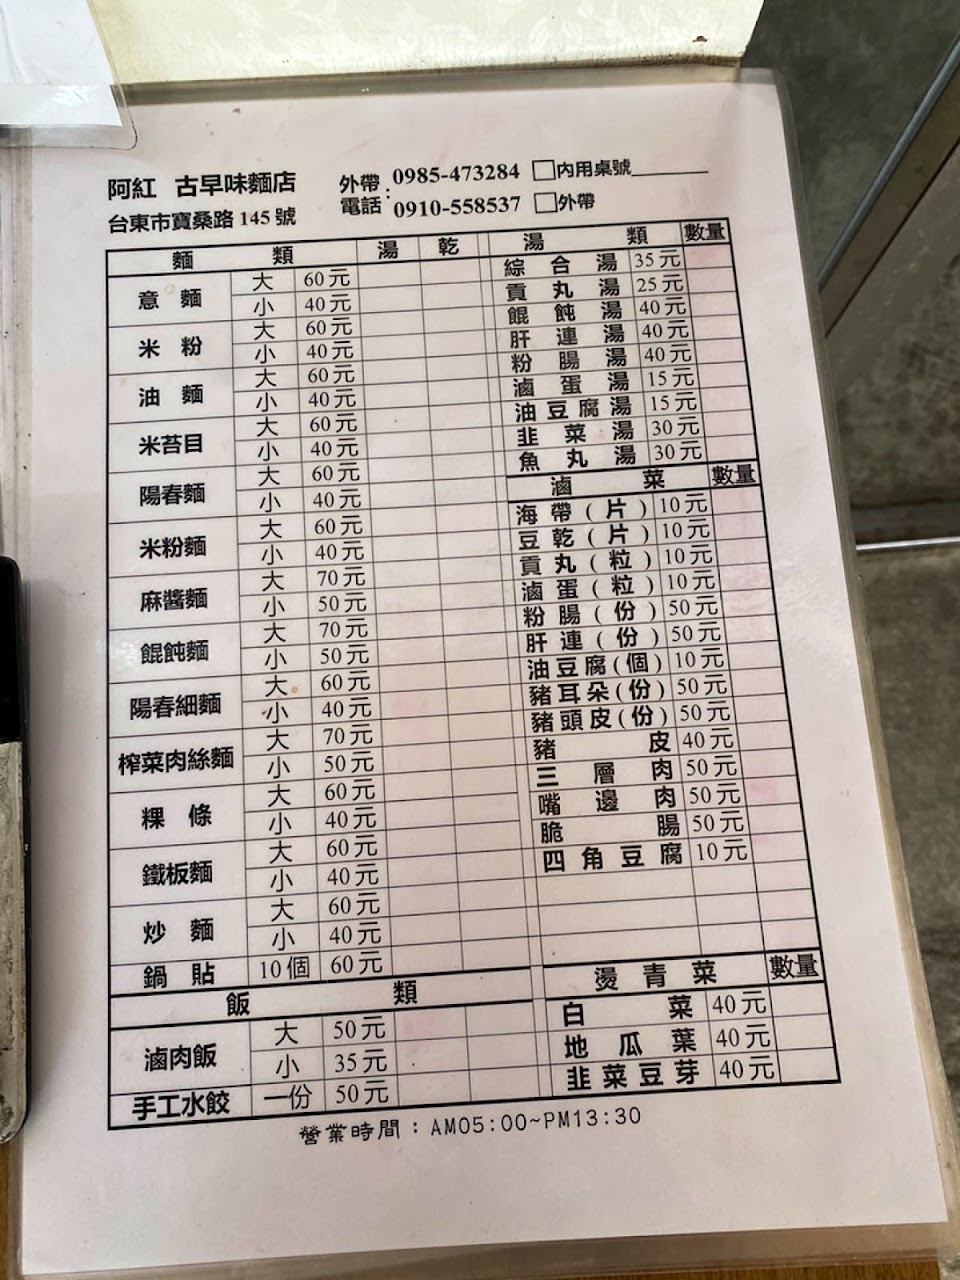 阿紅 古早味麵店
台東市寶桑路 145 號
外帶電話: 0985-473284 □內用桌號
0910-558537 □外帶
麵 類 湯 乾
意麵 大 60元
小 40元
米粉 大 60元
小 40元
油麵 大 60元
小 40元
米苔目 大 60元
小 40元
陽春麵 大 60元
小 40元
米粉麵 大 60元
小 40元
麻醬麵 大 70元
小 50元
餛飩麵 大 70元
小 50元
陽春細麵 大 60元
小 40元
榨菜肉絲麵 大 70元
小 50元
粿條 大 60元
小 40元
鐵板麵 大 60元
小 40元
炒麵 大 60元
小 40元
鍋貼 10個 60元
飯 類
滷肉飯 大 50元
小 35元
手工水餃 一份 50元
湯 類 數量
綜合湯 35元
貢丸湯 25元
餛飩湯 40元
肝連湯 40元
粉腸湯 40元
滷蛋湯 15元
油豆腐湯 15元
韭菜湯 30元
魚丸湯 30元
滷 菜 數量
海帶(片) 10元
豆乾(片) 10元
貢丸(粒) 10元
滷蛋(粒) 10元
粉腸(份) 50元
肝連(份) 50元
油豆腐(個) 10元
豬耳朵(份) 50元
豬頭皮(份) 50元
豬皮 40元
三層肉 50元
嘴邊肉 50元
脆腸 50元
四角豆腐 10元
燙青菜 數量
白菜 40元
地瓜葉 40元
韭菜豆芽 40元
營業時間：AM05:00~PM13:30